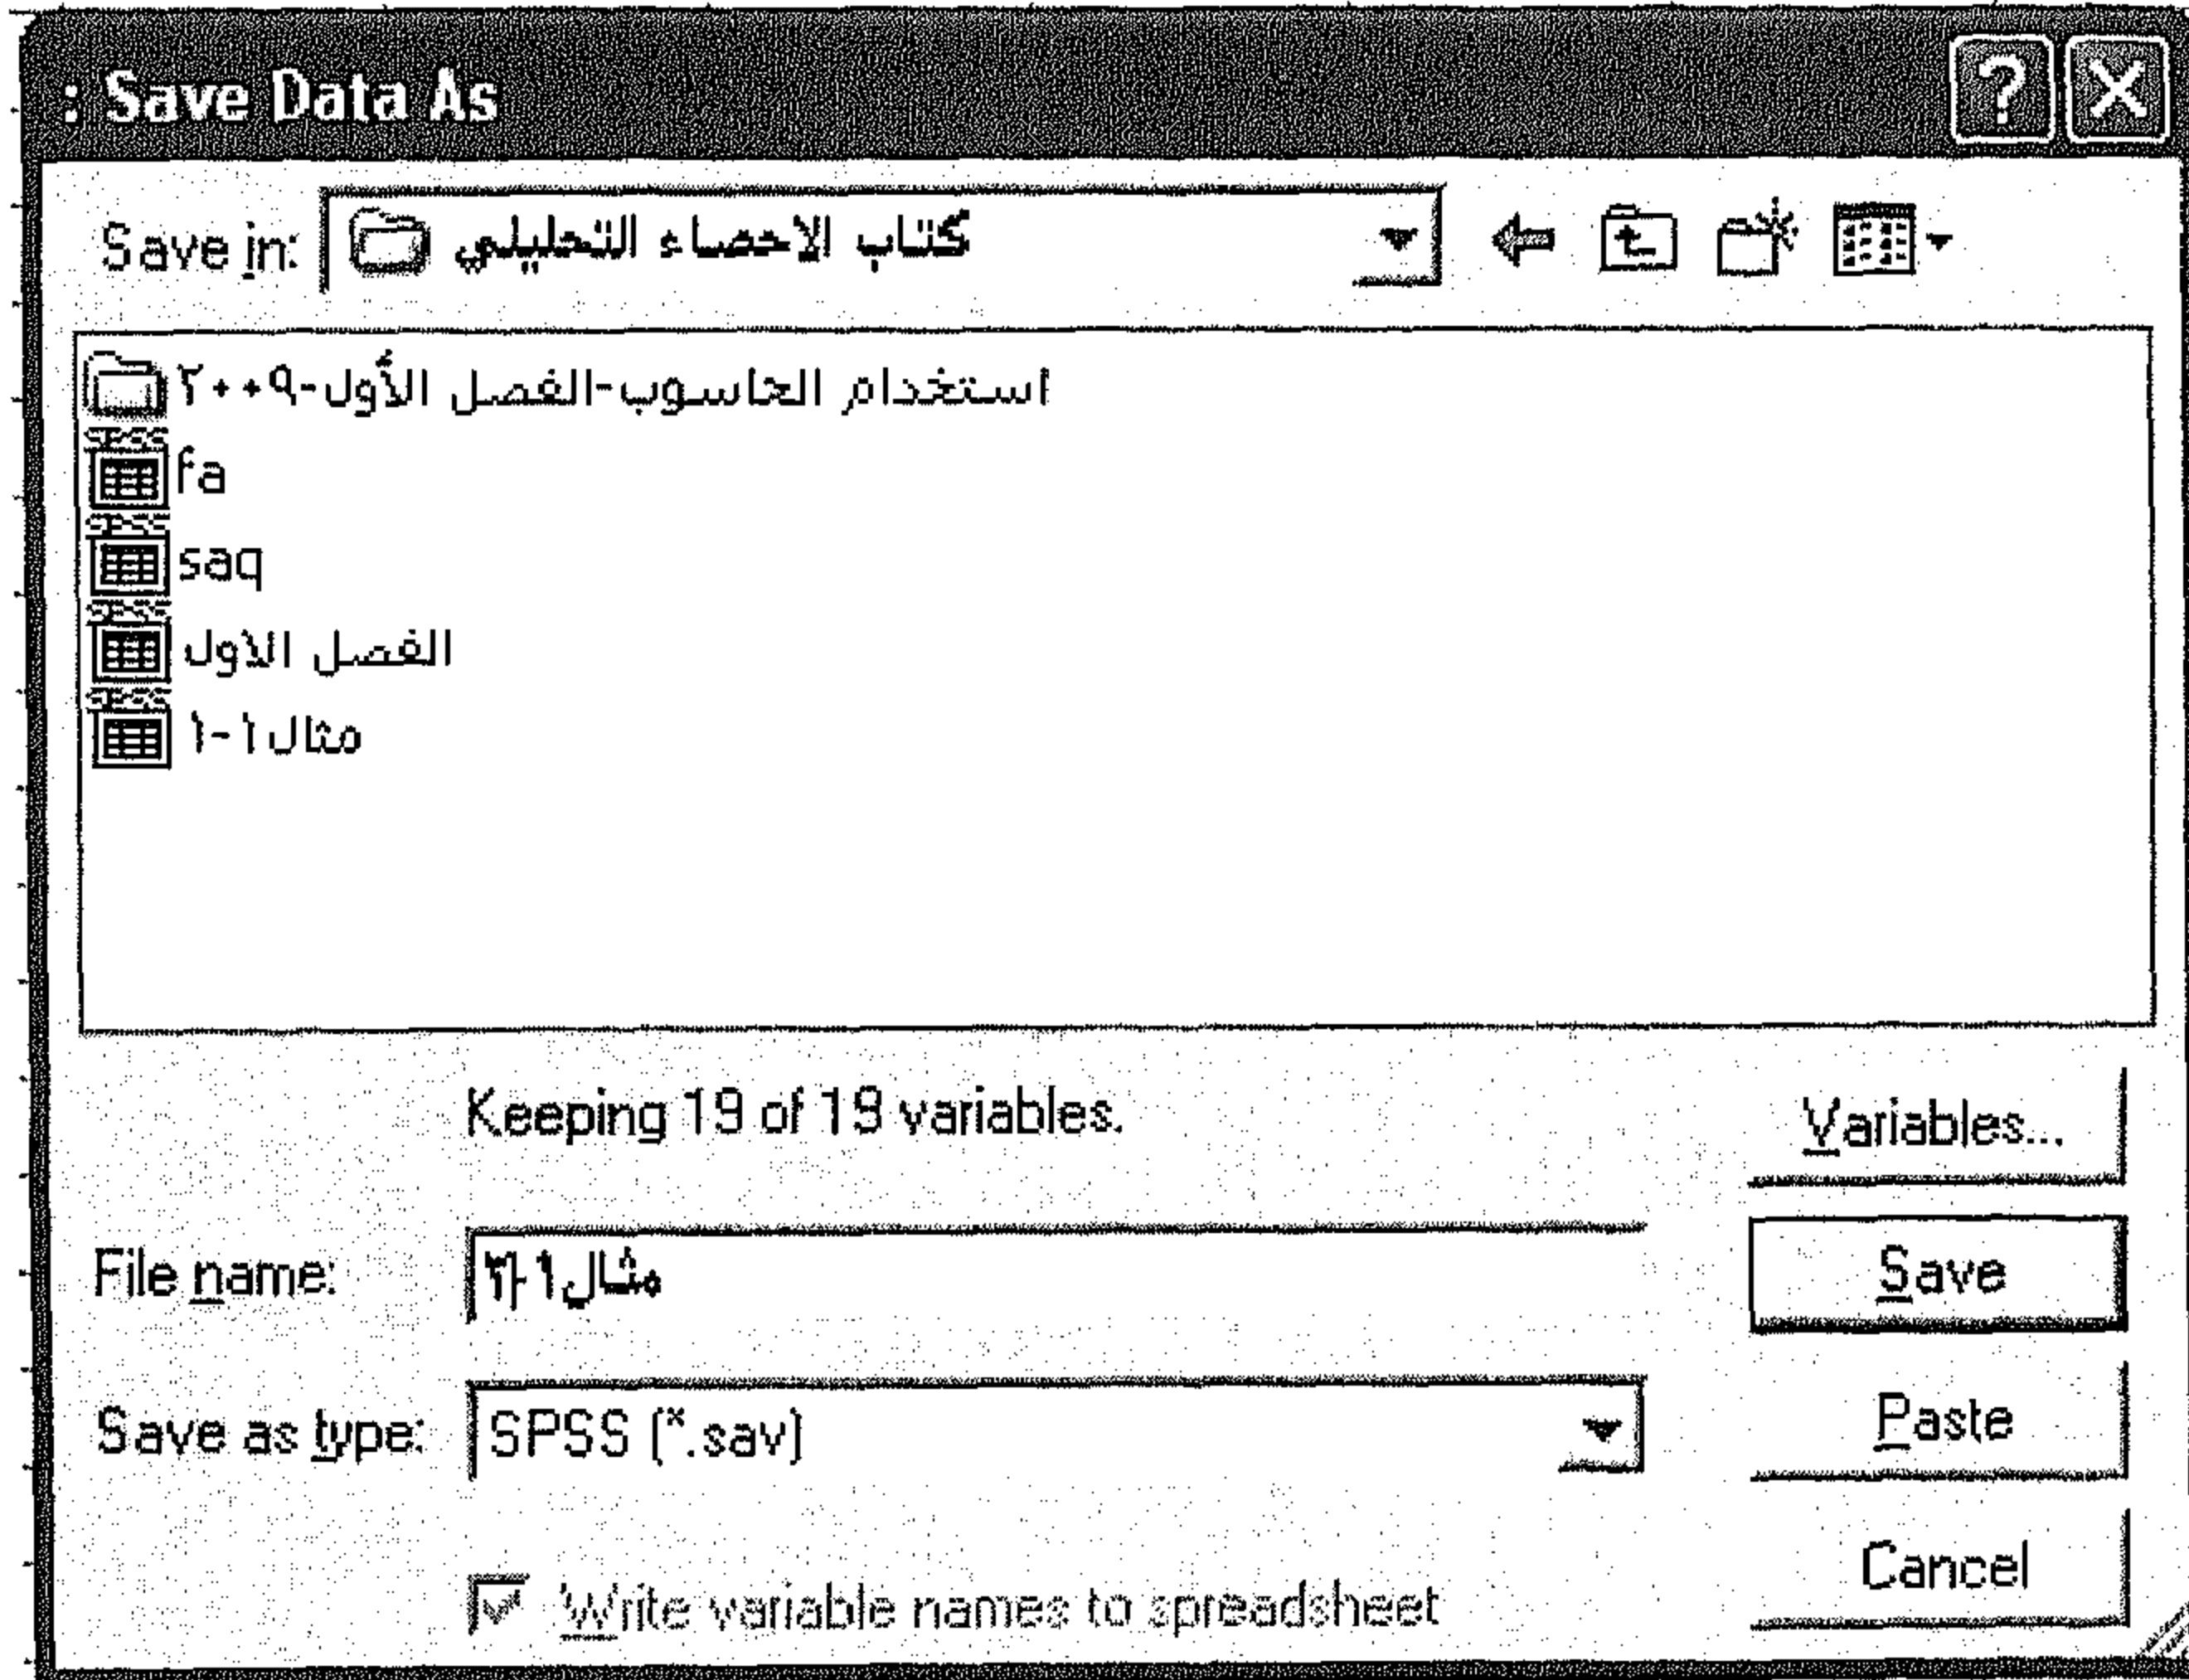 : Save Data As
Save in: كتاب الاحصاء التحليلي
استخدام الحاسوب-الفصل الأول-٢٠٠٩
fa
saq
الفصل الاول
مثال١-١
Keeping 19 of 19 variables.
Variables...
File name: مثال١-
Save
Save as type: SPSS (*.sav)
Paste
Write variable names to spreadsheet
Cancel